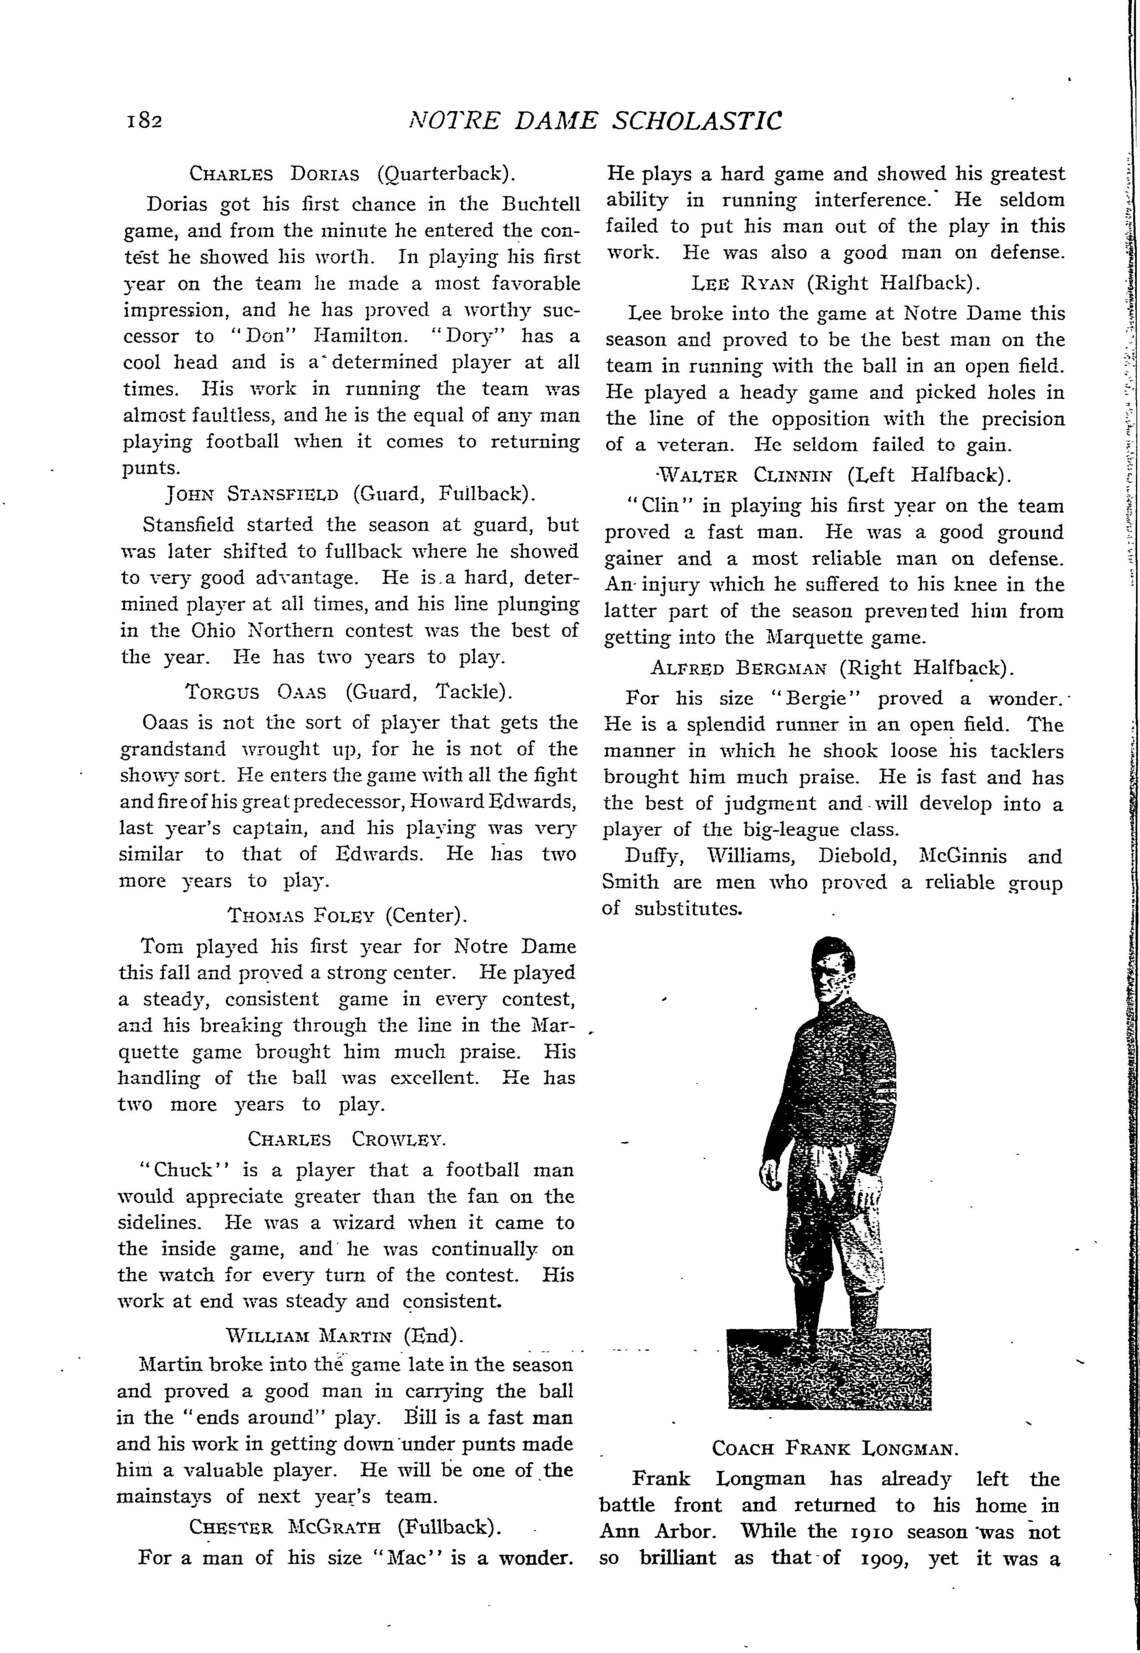 182
NOTRE DAME SCHOLASTIC
CHARLES DORIAS (Quarterback).
Dorias got his first chance in the Buchtell
game, and from the minute he entered the con-
test he showed his worth. In playing his first
year on the team he made a most favorable
impression, and he has proved a worthy suc-
cessor to "Don" Hamilton. "Dory" has a
cool head and is a determined player at all
times. His work in running the team was
almost faultless, and he is the equal of any man
playing football when it comes to returning
punts.
JOHN STANSFIELD (Guard, Fullback).
Stansfield started the season at guard, but
was later shifted to fullback where he showed
to very good advantage. He is a hard, deter-
mined player at all times, and his line plunging
in the Ohio Northern contest was the best of
the year. He has two years to play.
TORGUS OAAS (Guard, Tackle).
Oaas is not the sort of player that gets the
grandstand wrought up, for he is not of the
showy sort. He enters the game with all the fight
and fire of his great predecessor, Howard Edwards,
last year's captain, and his playing was very
similar to that of Edwards. He has two
more years to play.
THOMAS FOLEY (Center).
Tom played his first year for Notre Dame
this fall and proved a strong center. He played
a steady, consistent game in every contest,
and his breaking through the line in the Mar-
quette game brought him much praise. His
handling of the ball was excellent. He has
two more years to play.
CHARLES CROWLEY.
"Chuck" is a player that a football man
would appreciate greater than the fan on the
sidelines. He was a wizard when it came to
the inside game, and he was continually on
the watch for every turn of the contest. His
work at end was steady and consistent.
WILLIAM MARTIN (End).
Martin broke into the game late in the season
and proved a good man in carrying the ball
in the "ends around" play. Bill is a fast man
and his work in getting down under punts made
him a valuable player. He will be one of the
mainstays of next year's team.
CHESTER MCGRATH (Fullback).
For a man of his size "Mac" is a wonder.
He plays a hard game and showed his greatest
ability in running interference. He seldom
failed to put his man out of the play in this
work. He was also a good man on defense.
LEE RYAN (Right Halfback).
Lee broke into the game at Notre Dame this
season and proved to be the best man on the
team in running with the ball in an open field.
He played a heady game and picked holes in
the line of the opposition with the precision
of a veteran. He seldom failed to gain.
WALTER CLINNIN (Left Halfback).
"Clin" in playing his first year on the team
proved a fast man. He was a good ground
gainer and a most reliable man on defense.
An injury which he suffered to his knee in the
latter part of the season prevented him from
getting into the Marquette game.
ALFRED BERGMAN (Right Halfback).
For his size "Bergie" proved a wonder.
He is a splendid runner in an open field. The
manner in which he shook loose his tacklers
brought him much praise. He is fast and has
the best of judgment and will develop into a
player of the big-league class.
Duffy, Williams, Diebold, McGinnis and
Smith are men who proved a reliable group
of substitutes.
COACH FRANK LONGMAN.
Frank Longman has already left the
battle front and returned to his home in
Ann Arbor. While the 1910 season was not
so brilliant as that of 1909, yet it was a